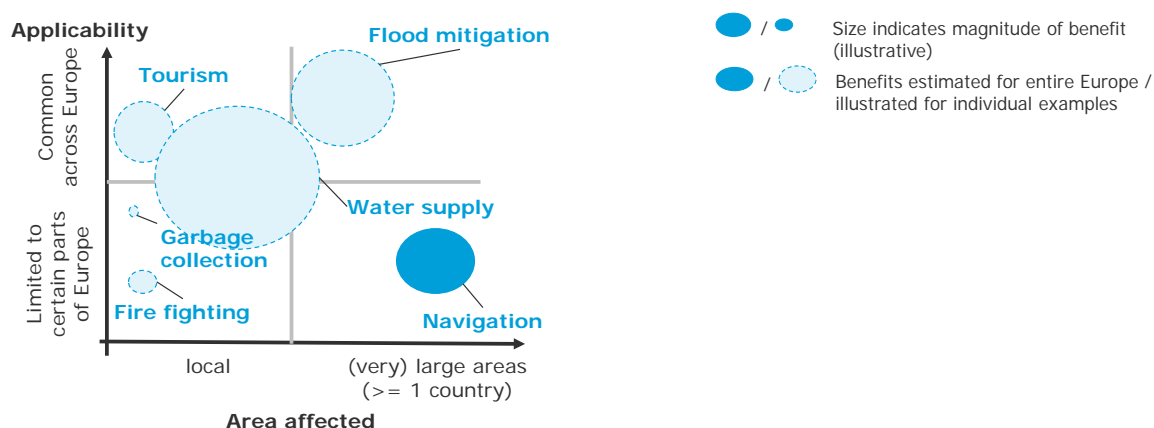 Applicability
Flood mitigation
Tourism
Common
across Europe
Water supply
Garbage
collection
Limited to
certain parts
of Europe
Fire fighting
Navigation
local
(very) large areas
(>= 1 country)
Area affected
/
Size indicates magnitude of benefit
(illustrative)
/
Benefits estimated for entire Europe /
illustrated for individual examples